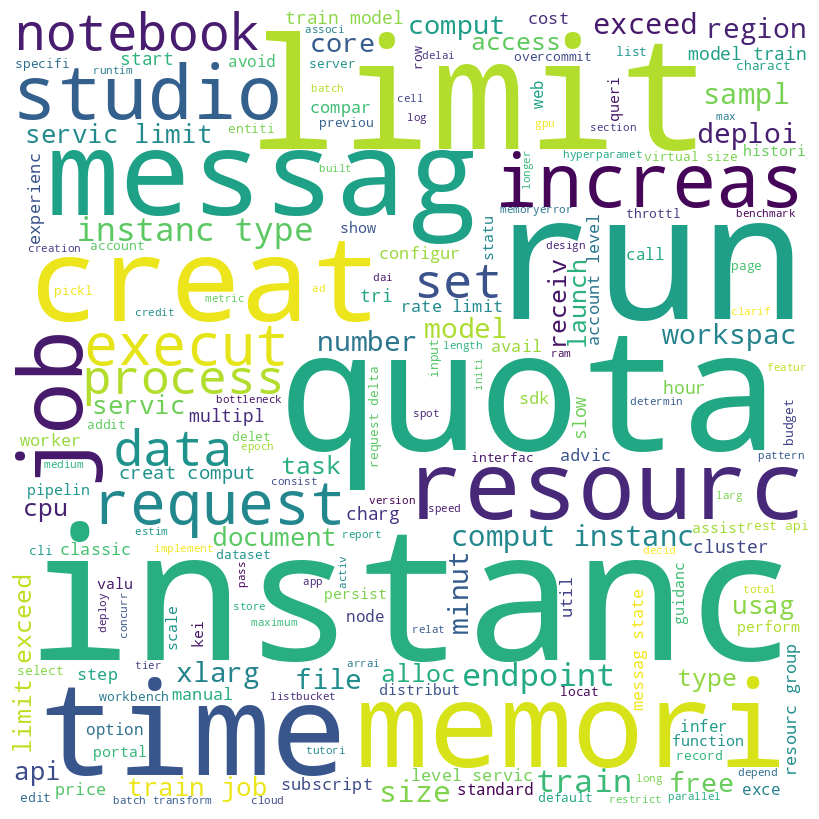 notebook
train model
associ
comput
cost
exceed
region
limit
core
access
overcommit
list
model train
specifi
start
avoid
server
delai
row
charact
runtim
studio
batch
compar
cell
web
queri
max
sampl
servic limit
entiti
previou
log
gpu
section
deploi
messag
built
longer
hyperparamet
virtual size
histori
experienc
increas
instanc type
show
statu
memoryerror
throttl
benchmark
creation
account
configur
receiv
launch
design
account level
call
page
creat
pickl
metric
ad
dai
tri
set
run
credit
rate limit
clarif
number
model
avail
ram
workspac
job
execut
process
input
length
initi
quota
featur
servic
bottleneck
multipl
request delta
spot
sdk
slow
hour
determin
budget
addit
worker
delet
data
epoch
task
interfac
advic
pattern
medium
creat comput
consist
resourc
pipelin
cpu
request
charg
version
speed
larg
estim
document
comput instanc
assist
rest api
cli
classic
implement
dataset
report
cluster
decid
limit exceed
valu
pass
app
activ
persist
minut
util
guidanc
total
deploy
concurr
scale
kei
store
maximum
node
relat
usag
perform
instanc
select
step
tier
xlarg
file
arrai
alloc
endpoint
locat
messag state
type
resourc group
workbench
manual
listbucket
distribut
time
option
portal
tutori
memori
infer
function
record
api
edit
price
train job
batch transform
subscript
cloud
size
level servic
standard
train
default
long
restrict
free
parallel
depend
exce